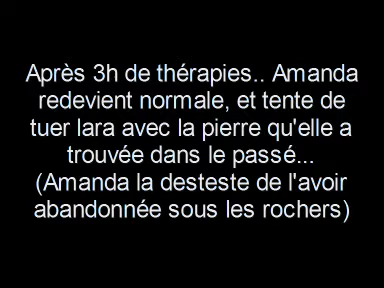 Après 3h de thérapies.. Amanda
redevient normale, et tente de
tuer lara avec la pierre qu'elle a
trouvée dans le passé...
(Amanda la desteste de l'avoir
abandonnée sous les rochers)